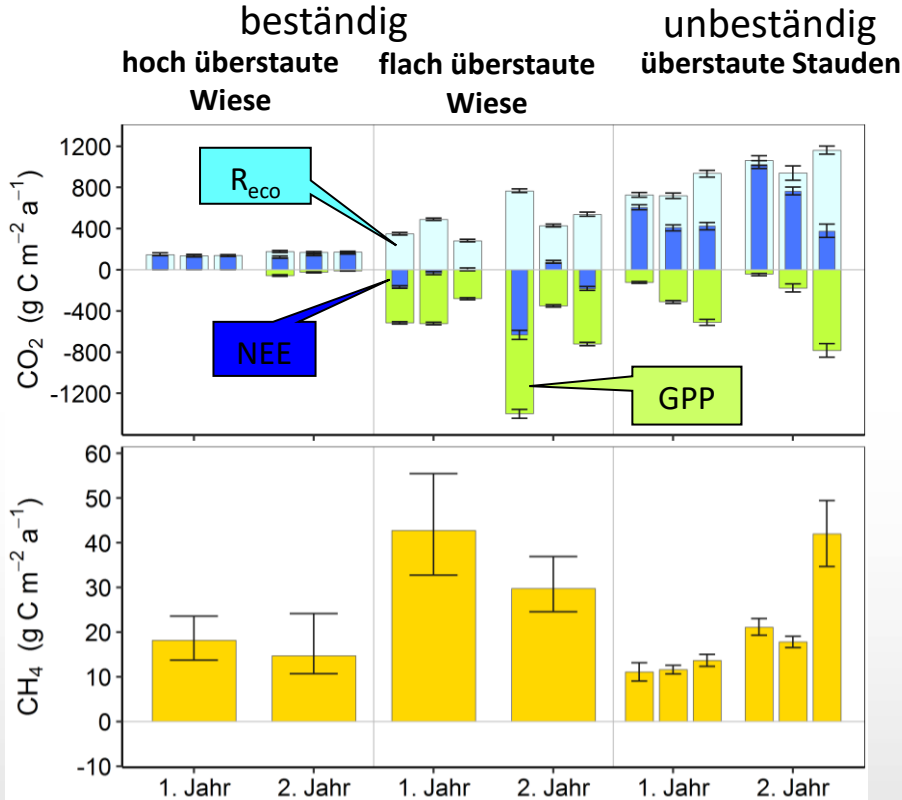 beständig
unbeständig
hoch überstaute
Wiese
flach überstaute
Wiese
überstaute Stauden
CO₂ (g C m⁻² a⁻¹)
1200
800
400
0
-400
-800
-1200
R_eco
NEE
GPP
CH₄ (g C m⁻² a⁻¹)
60
50
40
30
20
10
0
-10
1. Jahr 2. Jahr 1. Jahr 2. Jahr 1. Jahr 2. Jahr